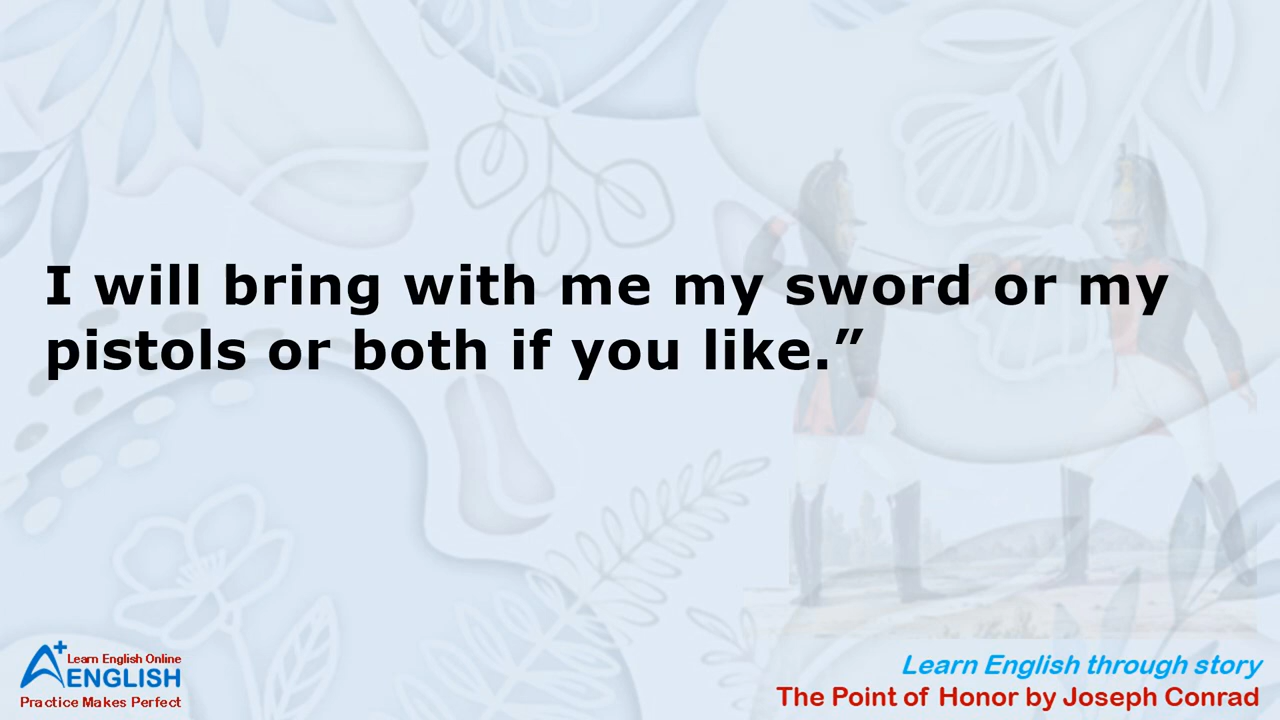 I will bring with me my sword or my
pistols or both if you like.”
A+ Learn English Online
ENGLISH
Practice Makes Perfect
Learn English through story
The Point of Honor by Joseph Conrad